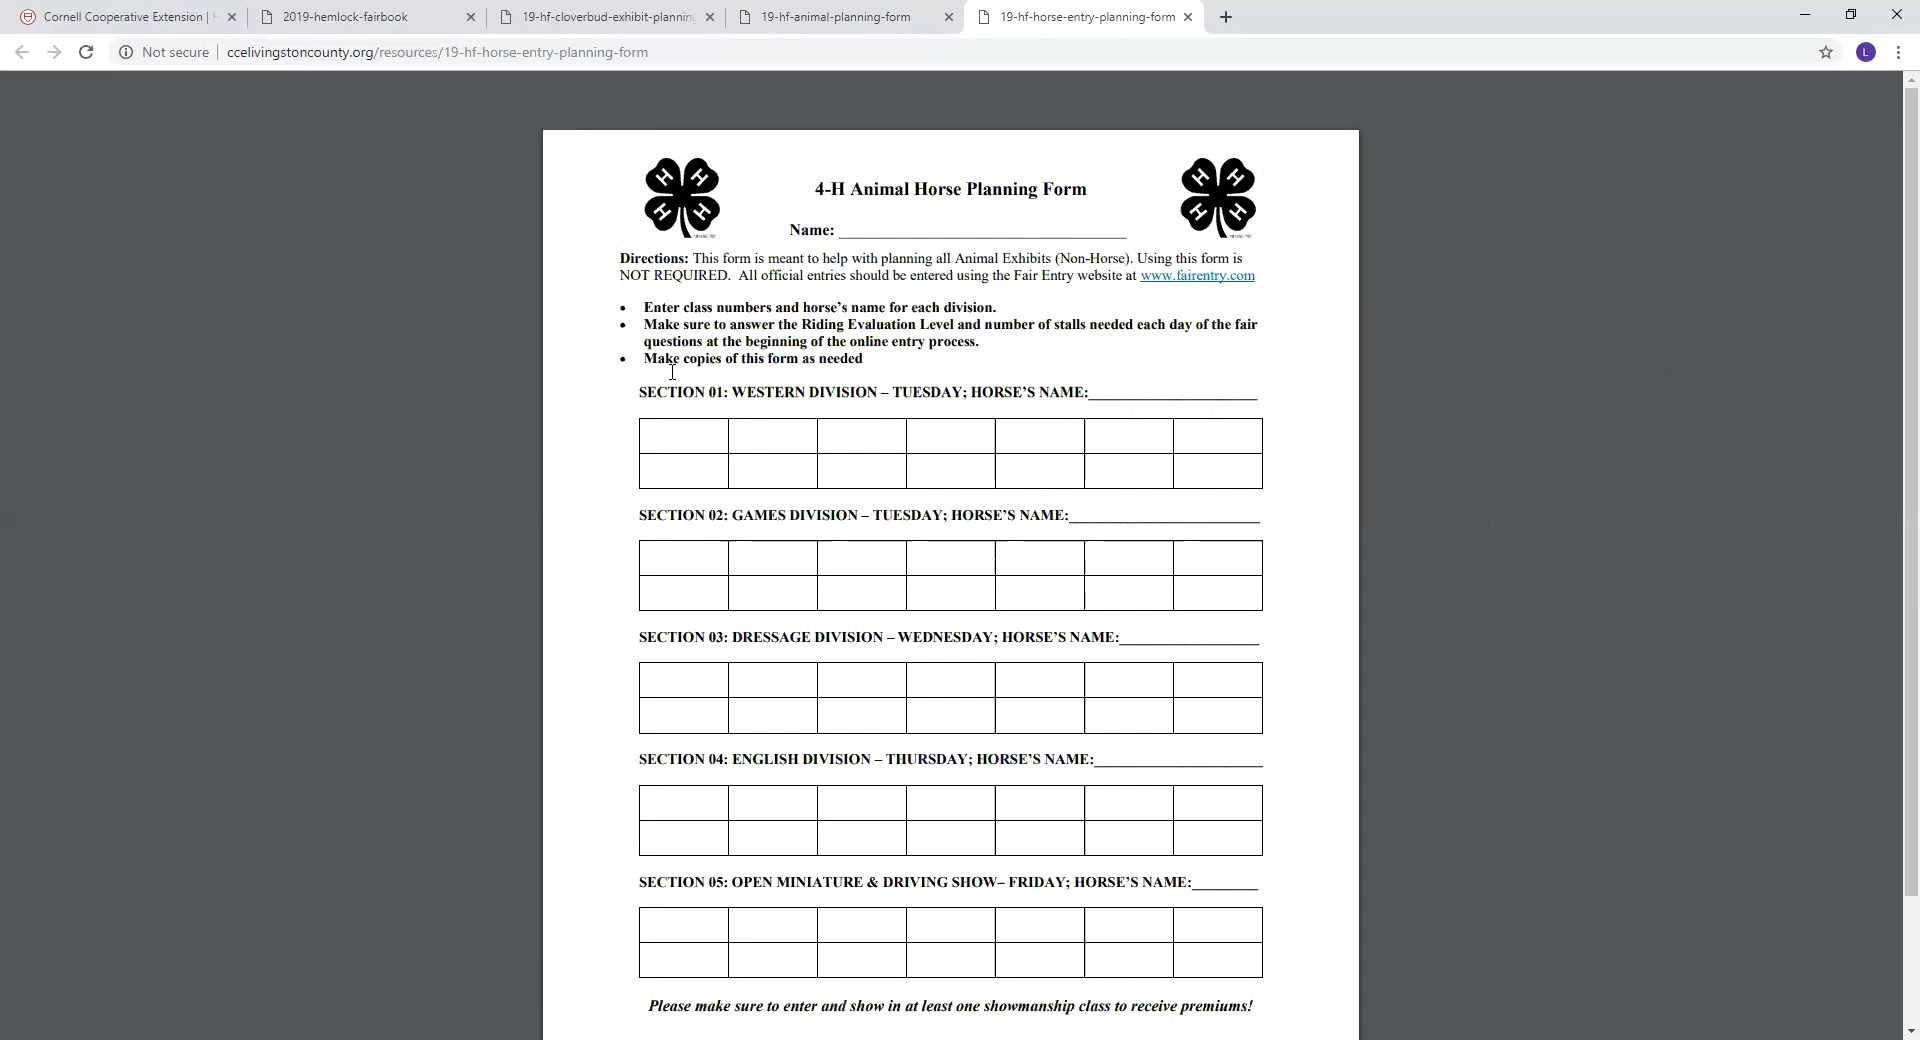 Cornell Cooperative Extension |
2019-hemlock-fairbook
19-hf-cloverbud-exhibit-planning
19-hf-animal-planning-form
19-hf-horse-entry-planning-form
Not secure
ccelivingstoncounty.org/resources/19-hf-horse-entry-planning-form
L
H H H H
4-H Animal Horse Planning Form
H H H H
Name: ____________________________________
Directions: This form is meant to help with planning all Animal Exhibits (Non-Horse). Using this form is
NOT REQUIRED. All official entries should be entered using the Fair Entry website at www.fairentry.com
• Enter class numbers and horse’s name for each division.
• Make sure to answer the Riding Evaluation Level and number of stalls needed each day of the fair
questions at the beginning of the online entry process.
• Make copies of this form as needed
SECTION 01: WESTERN DIVISION – TUESDAY; HORSE’S NAME:_______________________
SECTION 02: GAMES DIVISION – TUESDAY; HORSE’S NAME:__________________________
SECTION 03: DRESSAGE DIVISION – WEDNESDAY; HORSE’S NAME:___________________
SECTION 04: ENGLISH DIVISION – THURSDAY; HORSE’S NAME:_______________________
SECTION 05: OPEN MINIATURE & DRIVING SHOW– FRIDAY; HORSE’S NAME:_________
Please make sure to enter and show in at least one showmanship class to receive premiums!